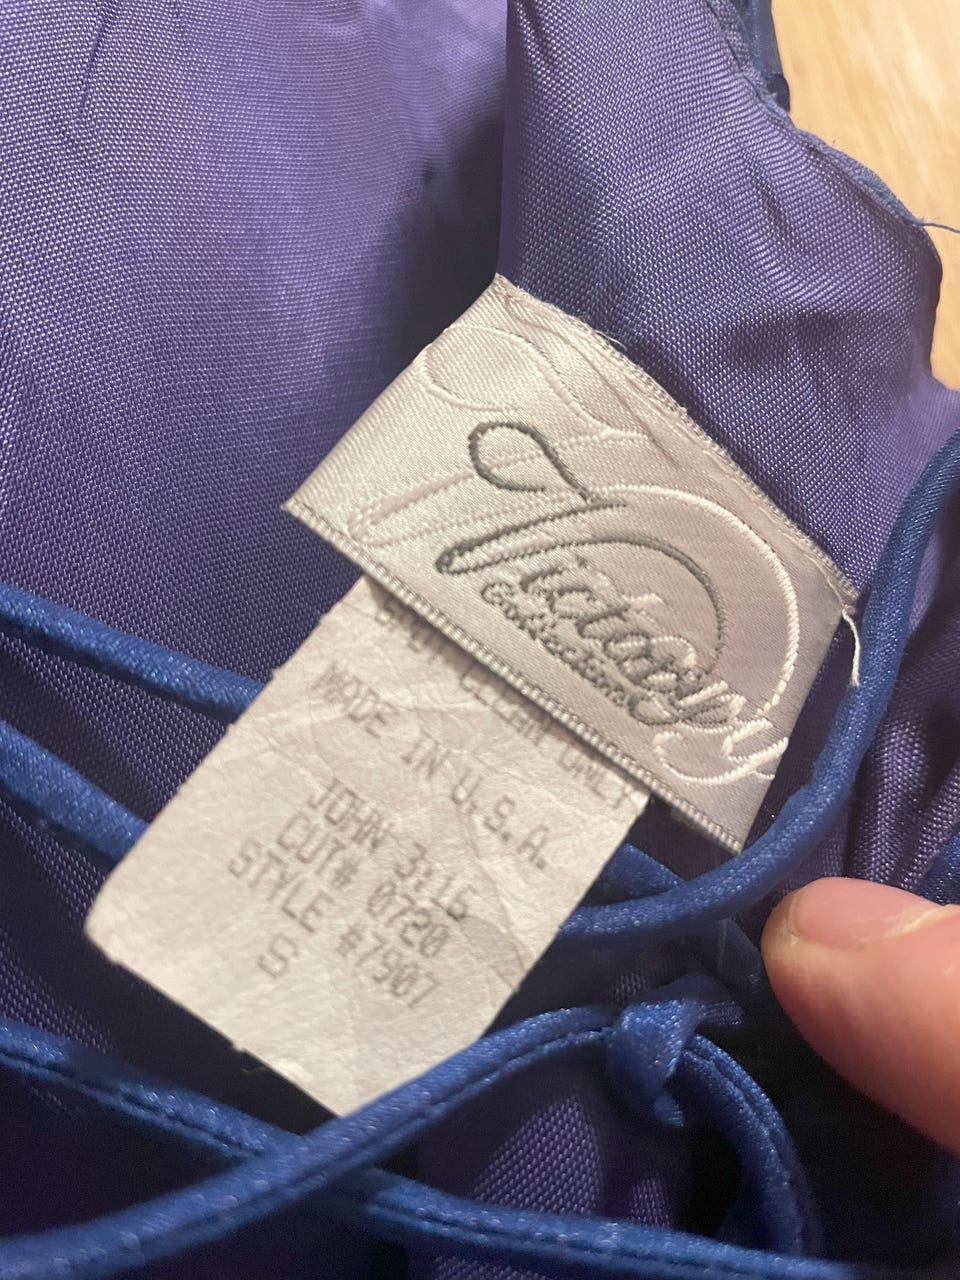 Victory
Collections
CLEAN ONLY
MADE IN U.S.A.
JOHN 3:16
CUT# 0720
STYLE #7907
S